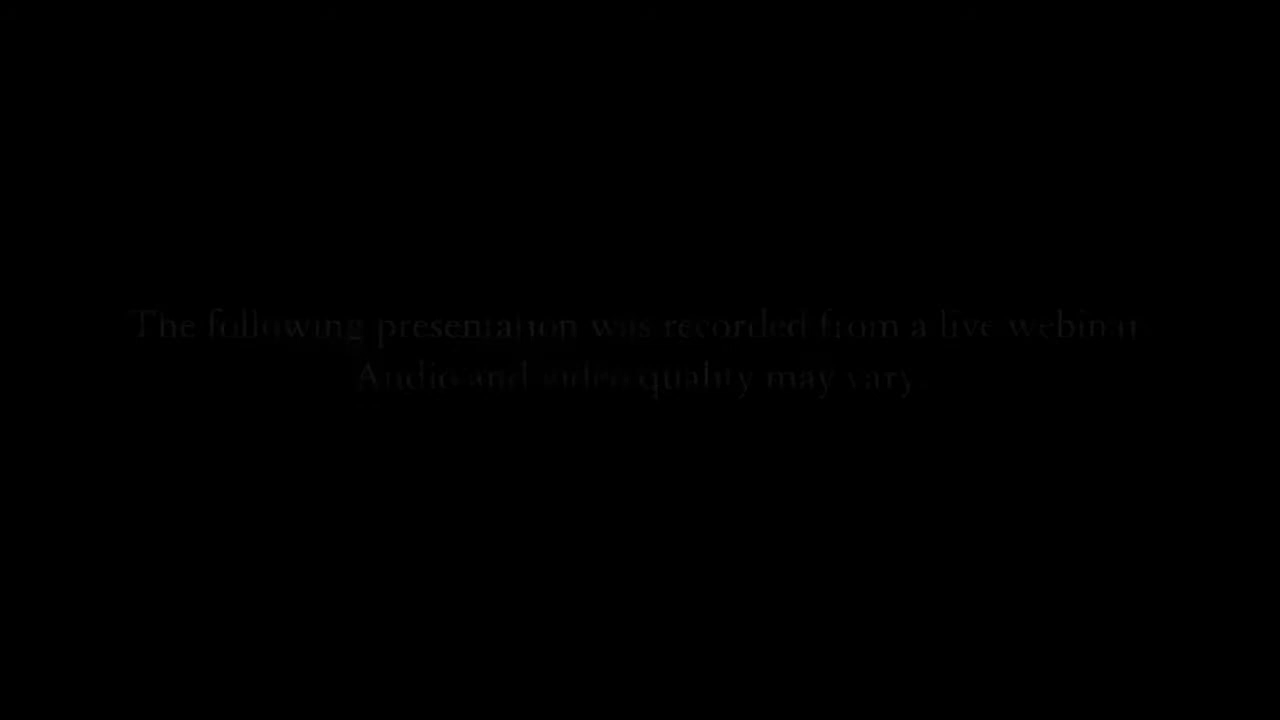 The following presentation was recorded from a live webinar
Audio and video quality may vary.